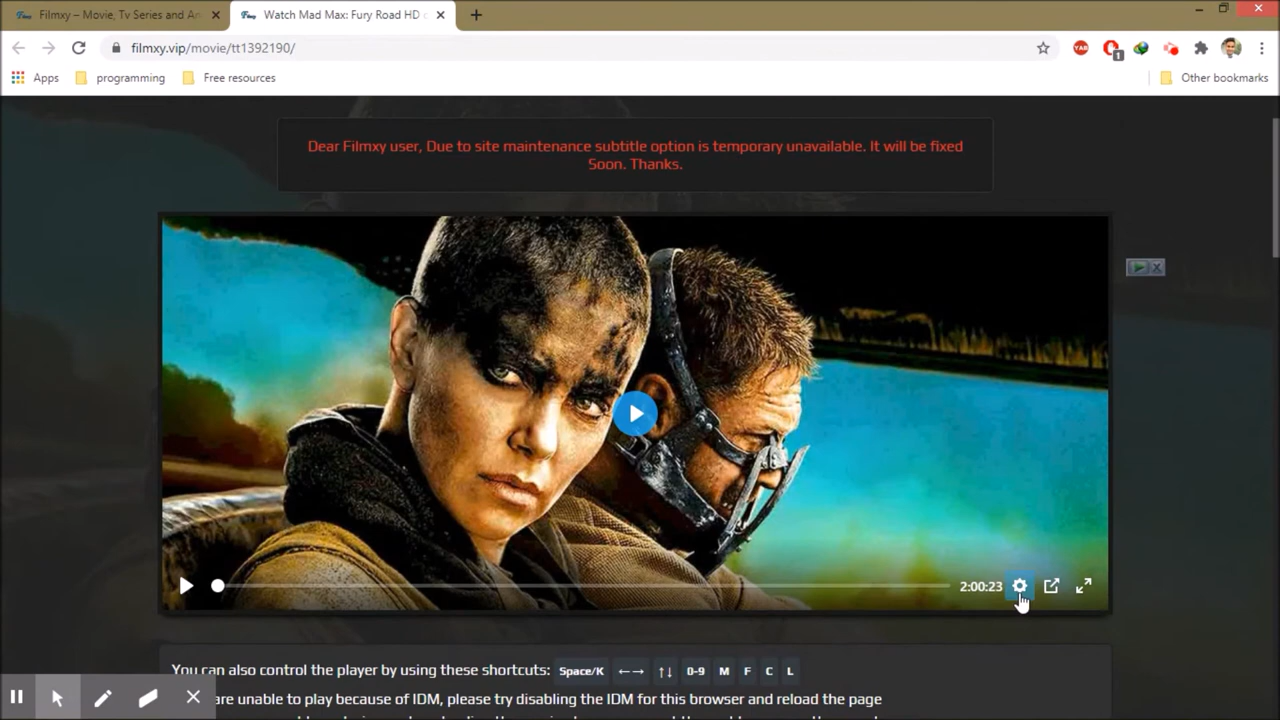 Filmxy – Movie, Tv Series and An
Watch Mad Max: Fury Road HD
filmxy.vip/movie/tt1392190/
YAR
1
Apps
programming
Free resources
Other bookmarks
Dear Filmxy user, Due to site maintenance subtitle option is temporary unavailable. It will be fixed
Soon. Thanks.
2:00:23
You can also control the player by using these shortcuts: Space/K ←→ ↑↓ 0-9 M F C L
are unable to play because of IDM, please try disabling the IDM for this browser and reload the page